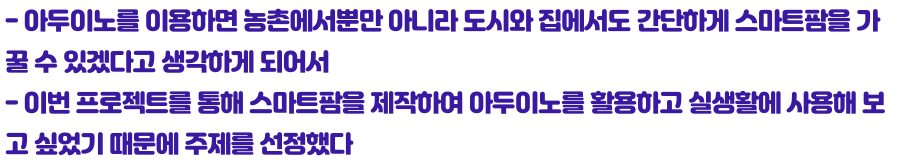 - 아두이노를 이용하면 농촌에서뿐만 아니라 도시와 집에서도 간단하게 스마트팜을 가
꿀 수 있겠다고 생각하게 되어서
- 이번 프로젝트를 통해 스마트팜을 제작하여 아두이노를 활용하고 실생활에 사용해 보
고 싶었기 때문에 주제를 선정했다